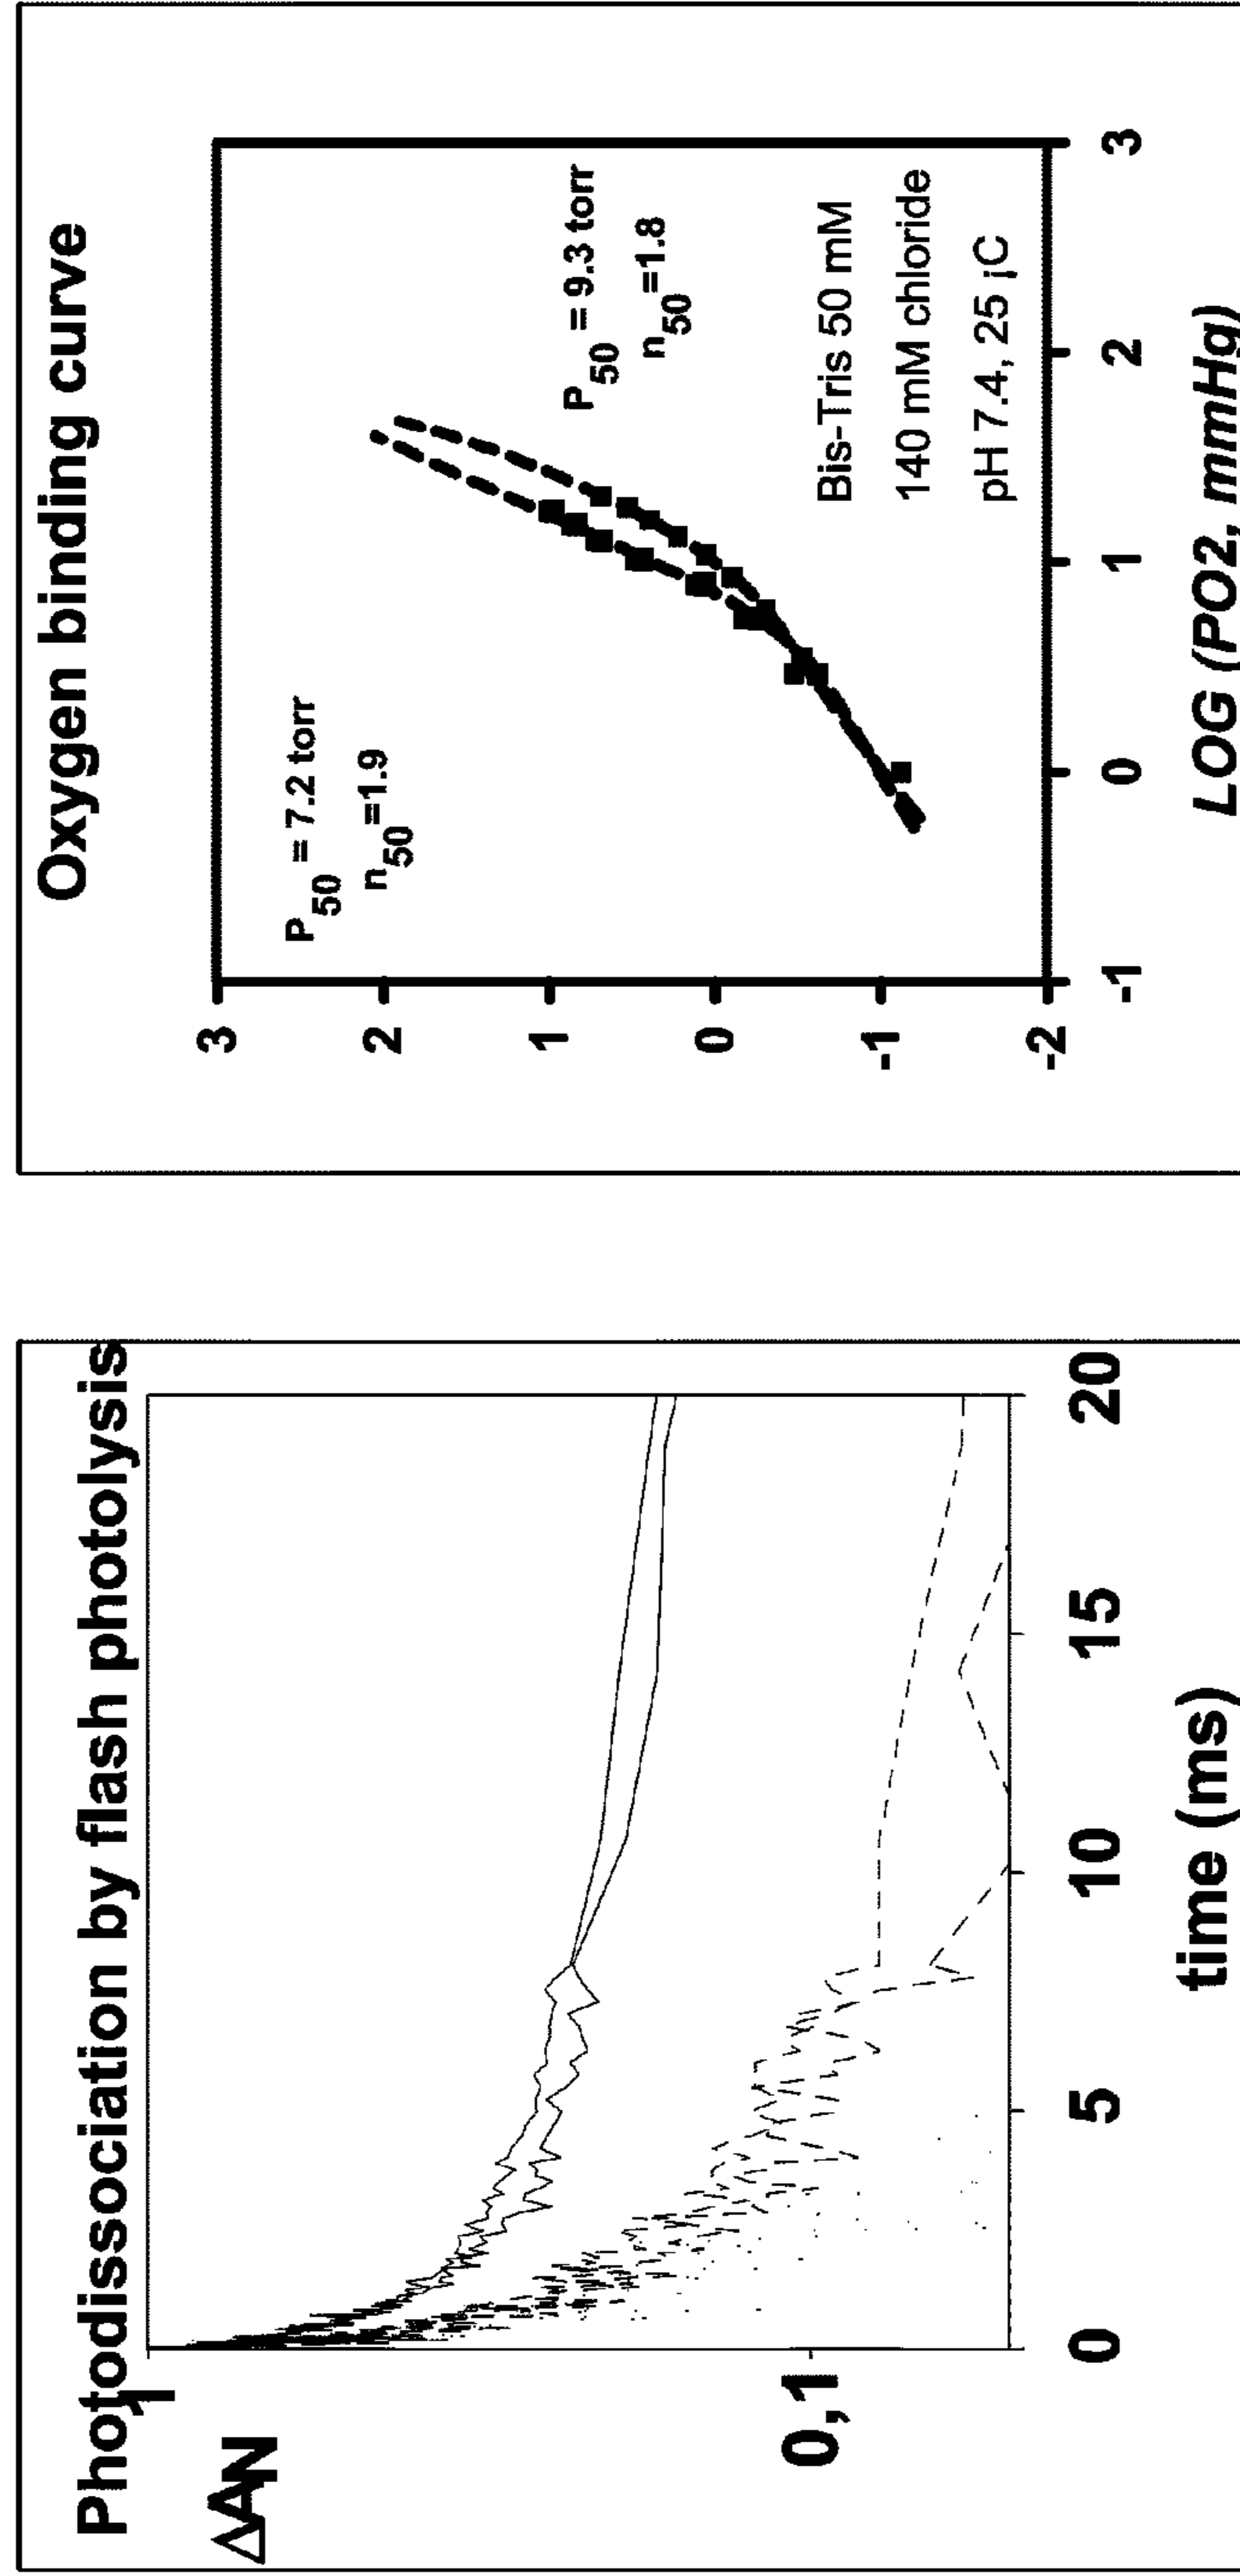 Photodissociation by flash photolysis
ΔAN
1
0,1
0 5 10 15 20
time (ms)
Oxygen binding curve
3
2
1
0
-1
-2
P50 = 7.2 torr
n50=1.9
P50 = 9.3 torr
n50=1.8
Bis-Tris 50 mM
140 mM chloride
pH 7.4, 25 ¡C
-1 0 1 2 3
LOG (PO2, mmHg)